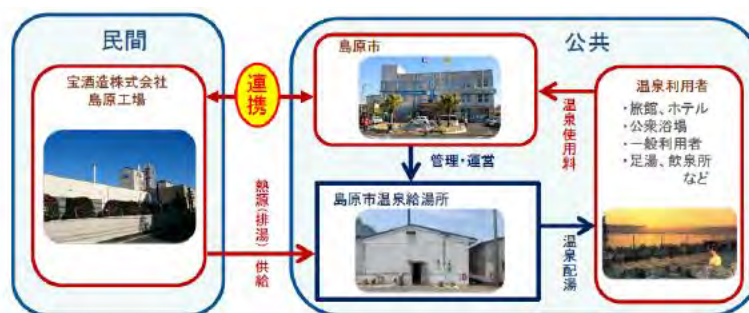 民間
宝酒造株式会社
島原工場
連携
熱源(排湯)供給
公共
島原市
管理・運営
島原市温泉給湯所
温泉使用料
温泉配湯
温泉利用者
・旅館、ホテル
・公衆浴場
・一般利用者
・足湯、飲泉所
など